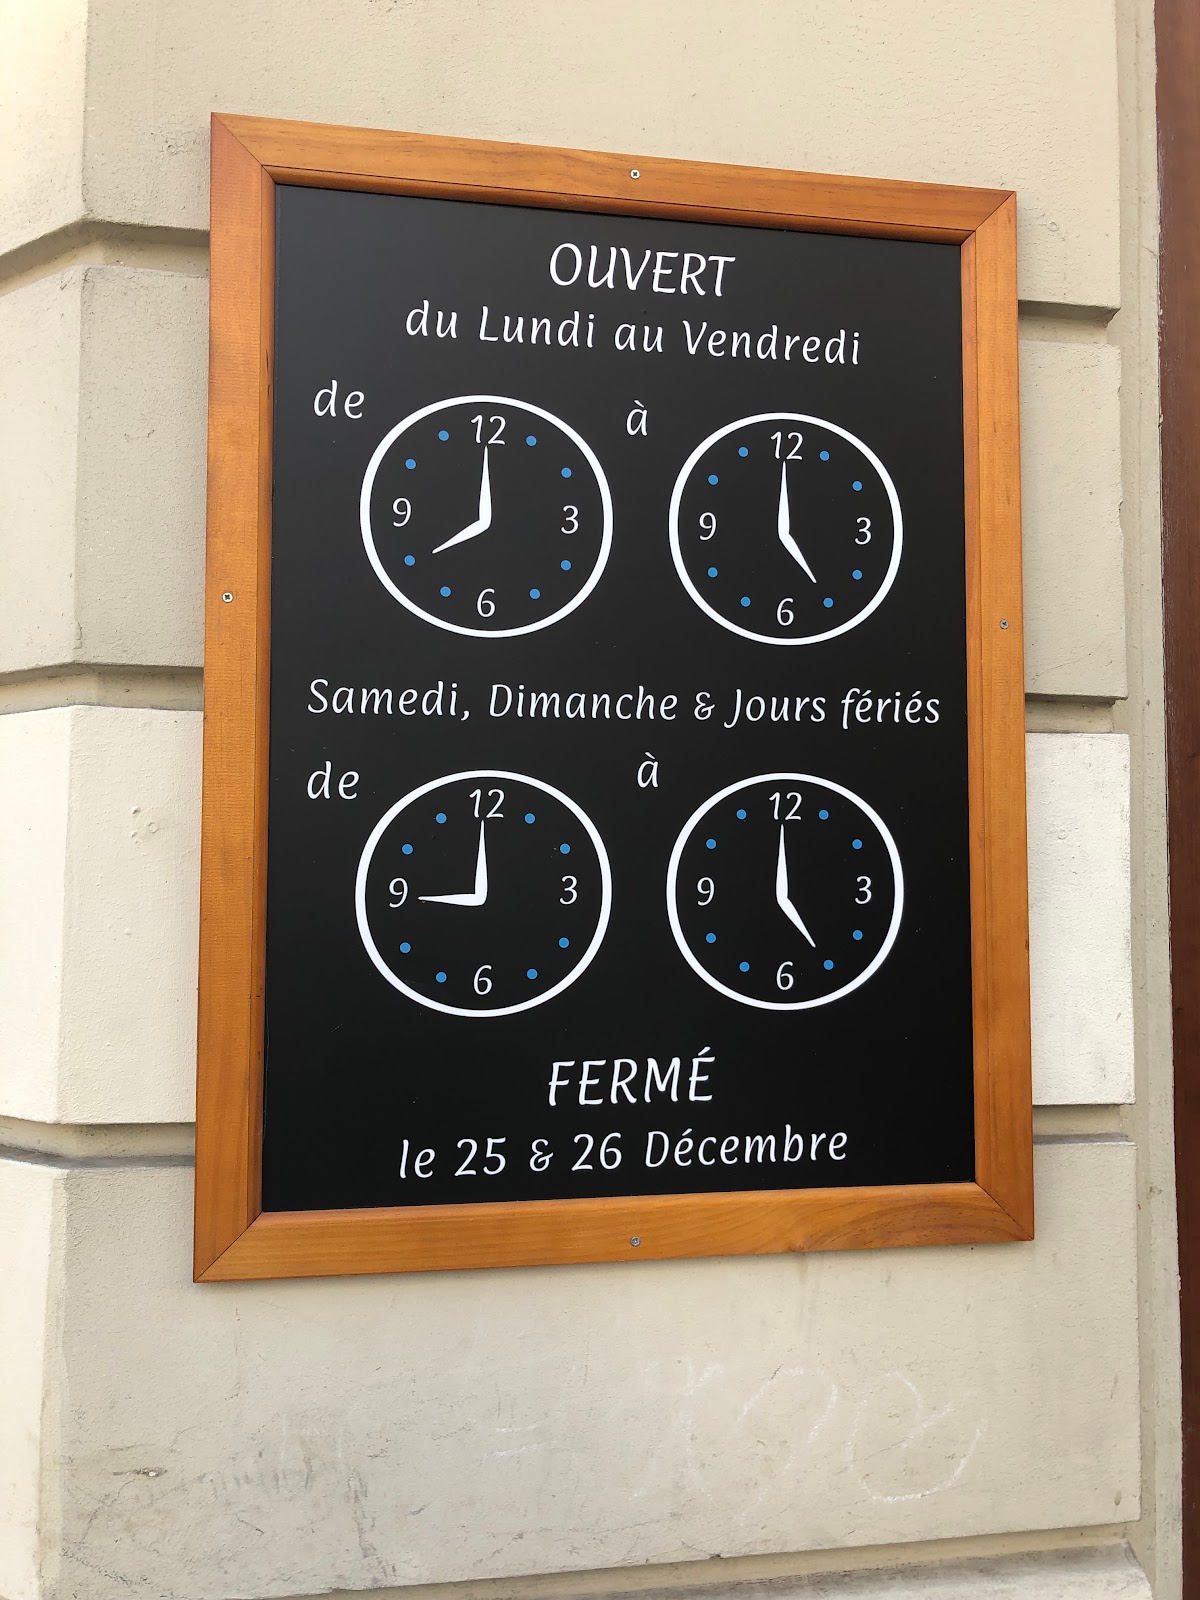 OUVERT
du Lundi au Vendredi
de
à
12
9
3
6
12
9
3
6
Samedi, Dimanche & Jours fériés
de
à
12
9
3
6
12
9
3
6
FERMÉ
le 25 & 26 Décembre